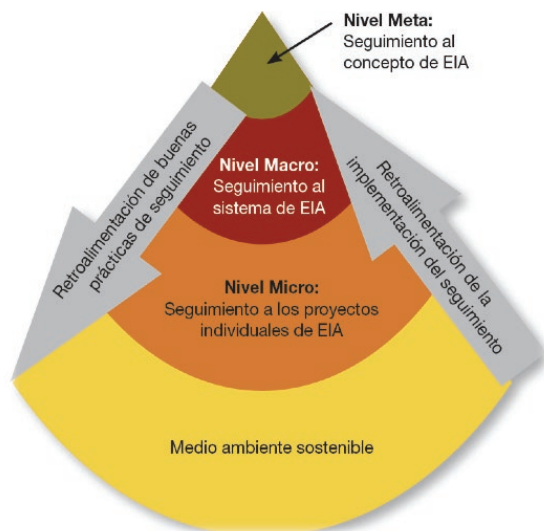 Nivel Meta:
Seguimiento al
concepto de EIA
Retroalimentación de buenas
prácticas de seguimiento
Nivel Macro:
Seguimiento al
sistema de EIA
Retroalimentación de la
implementación del seguimiento
Nivel Micro:
Seguimiento a los proyectos
individuales de EIA
Medio ambiente sostenible